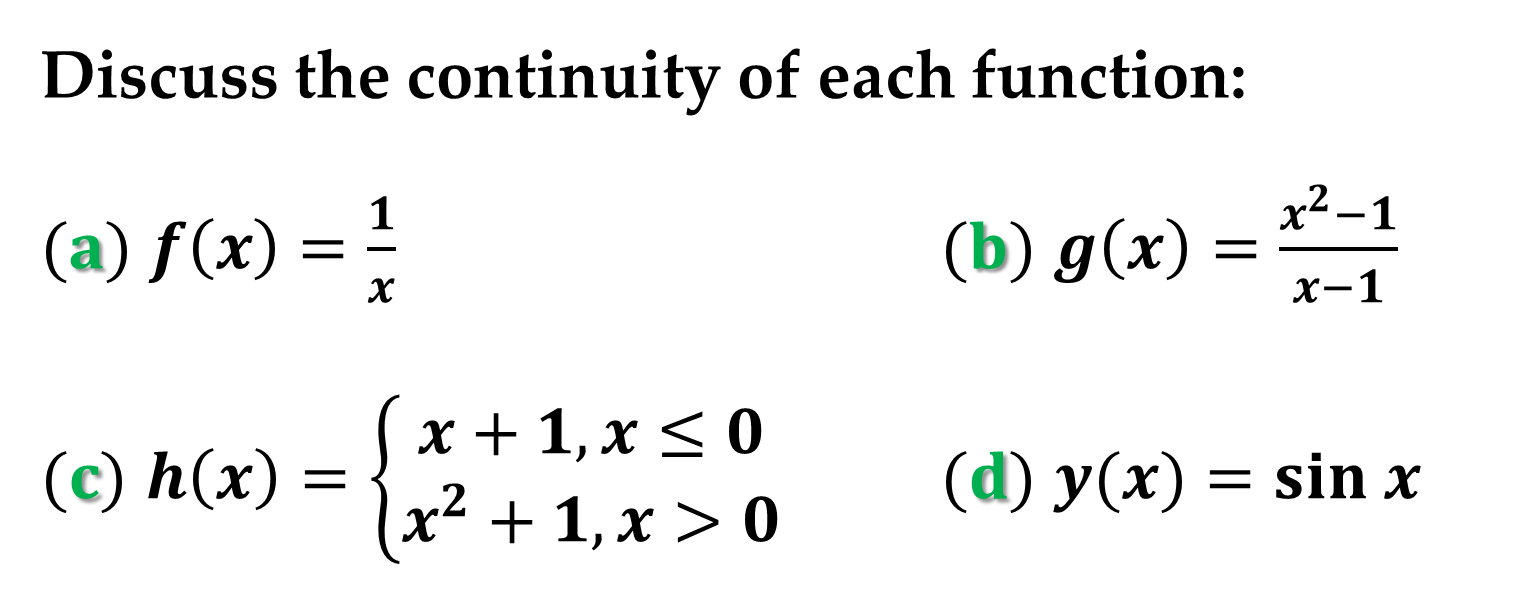 Discuss the continuity of each function:
(a) f(x) = 1/x
(b) g(x) = x²−1/x−1
(c) h(x) = { x + 1, x ≤ 0
x² + 1, x > 0
(d) y(x) = sin x